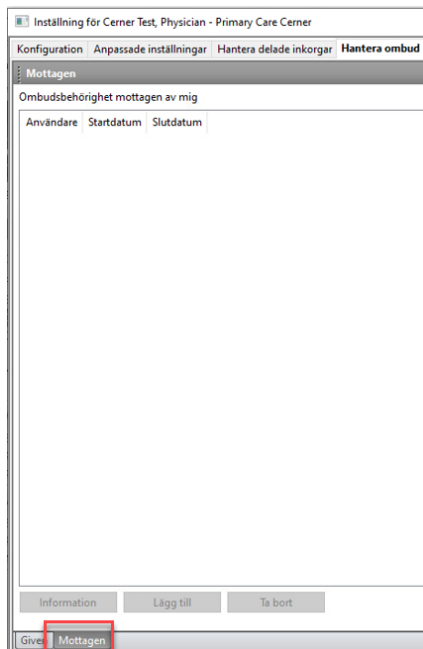 Inställning för Cerner Test, Physician - Primary Care Cerner
Konfiguration Anpassade inställningar Hantera delade inkorgar Hantera ombud
Mottagen
Ombudsbehörighet mottagen av mig
Användare Startdatum Slutdatum
Information Lägg till Ta bort
Given Mottagen